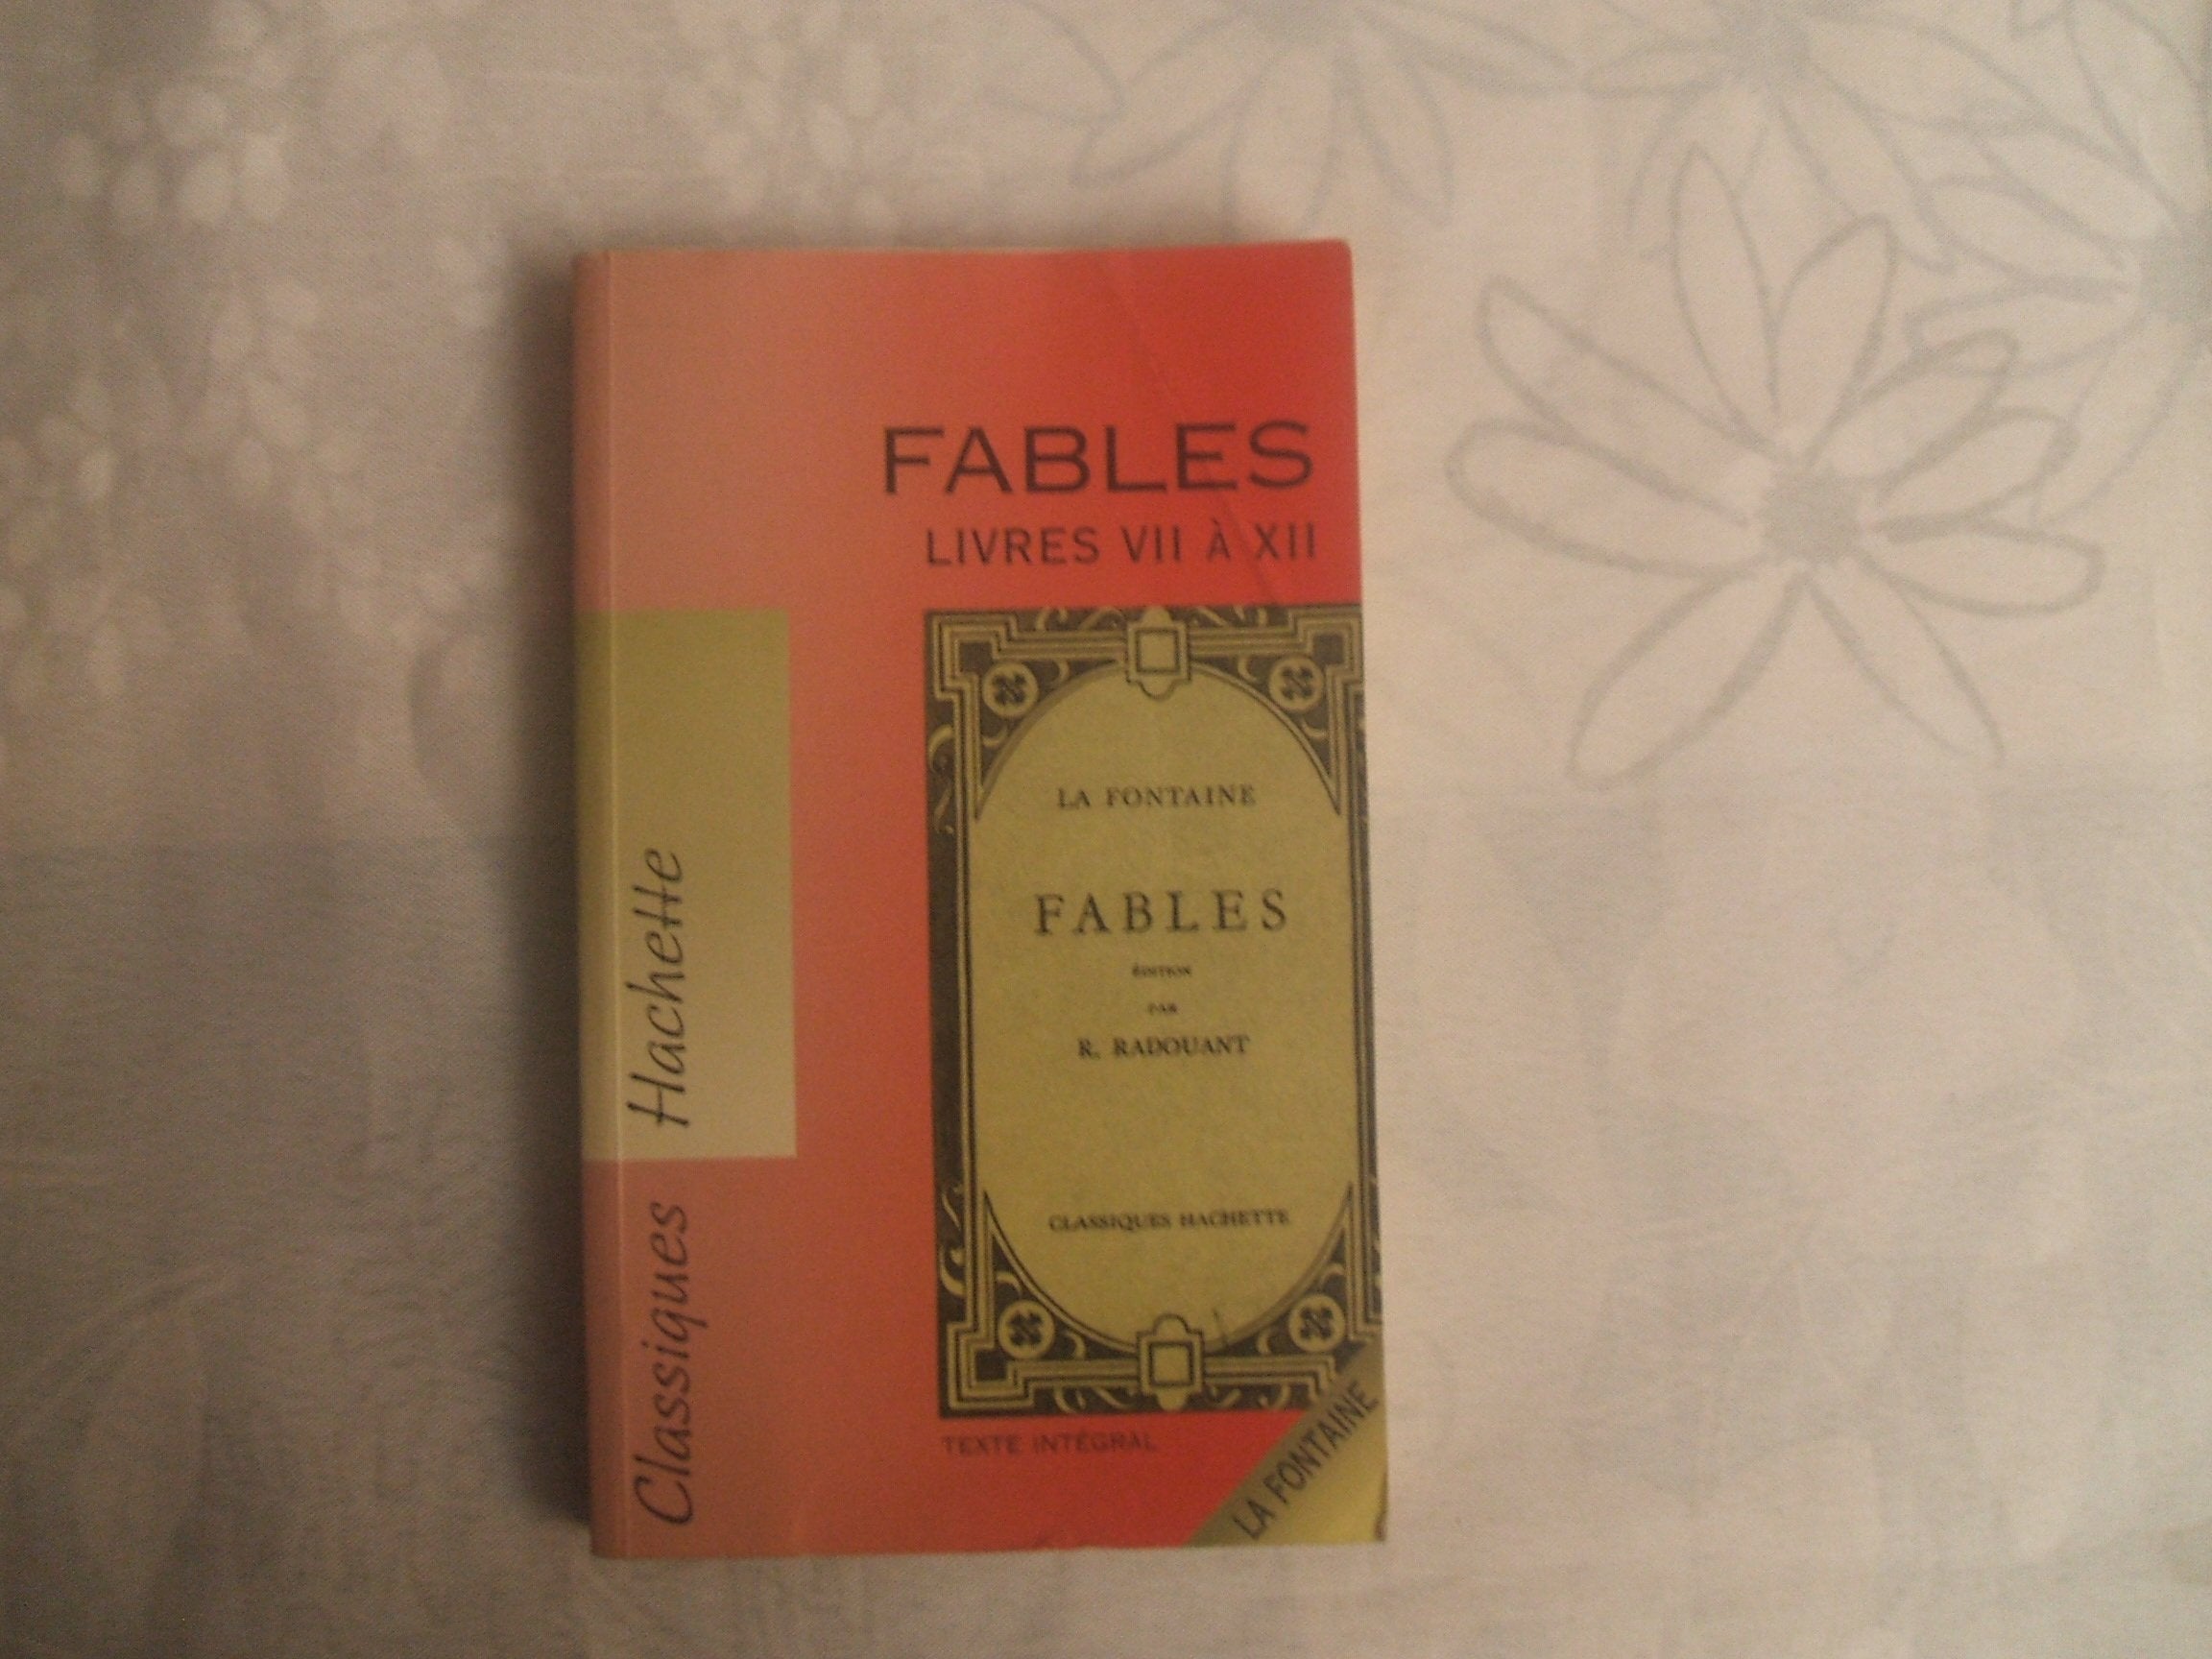 FABLES
LIVRES VII À XII
LA FONTAINE
FABLES
ÉDITION
PAR
R. RADOUANT
CLASSIQUES HACHETTE
TEXTE INTÉGRAL
LA FONTAINE
Classiques Hachette